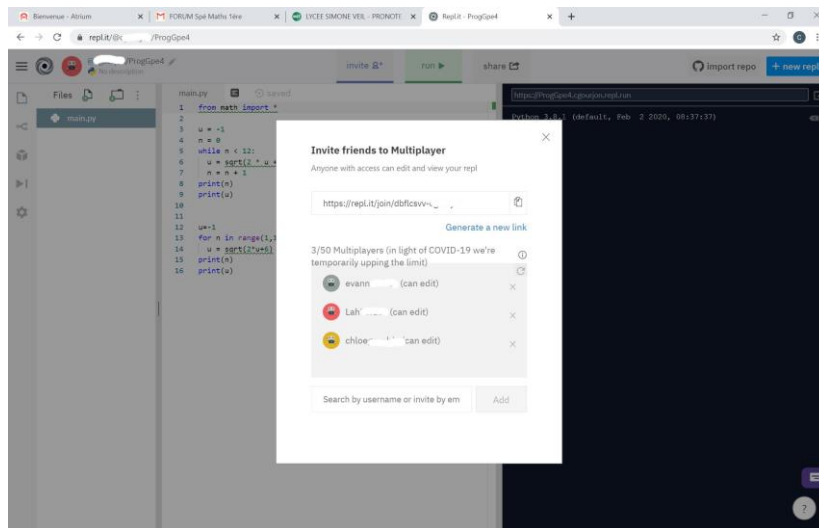 Bienvenue - Atrium
FORUM Spé Maths 1ère
LYCEE SIMONE VEIL - PRONOTE
Repl.it - ProgGpe4
repl.it/@c /ProgGpe4
/ProgGpe4
No description
invite
run
share
import repo
+ new repl
Files
main.py
main.py
saved
1 from math import *
2
3 u = -1
4 n = 0
5 while n < 12:
6 u = sqrt(2 * u +
7 n = n + 1
8 print(n)
9 print(u)
10
11
12 u=-1
13 for n in range(1,1
14 u = sqrt(2*u+6)
15 print(n)
16 print(u)
https://ProgGpe4.cgourjon.repl.run
Python 3.8.1 (default, Feb 2 2020, 08:37:37)
Invite friends to Multiplayer
Anyone with access can edit and view your repl
https://repl.it/join/dbflcsvv-
Generate a new link
3/50 Multiplayers (in light of COVID-19 we're
temporarily upping the limit)
evann (can edit)
Lah (can edit)
chloe can edit)
Search by username or invite by em
Add